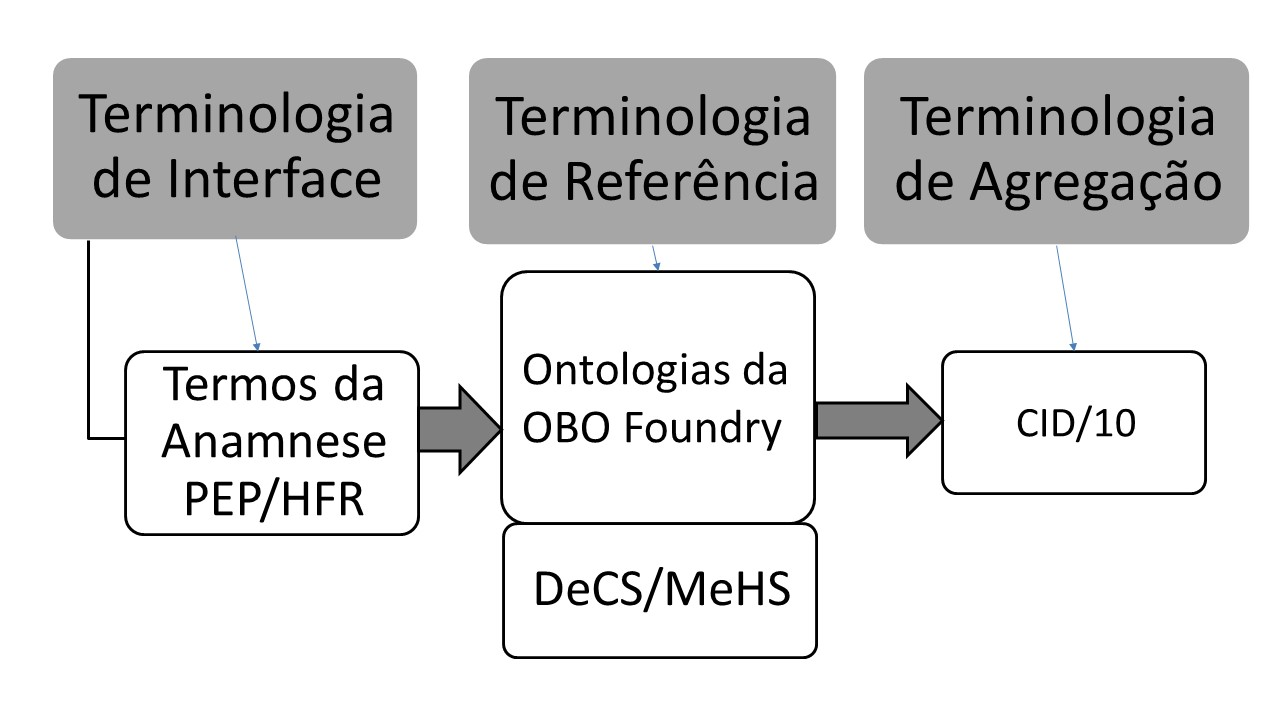 Terminologia
de Interface
Terminologia
de Referência
Terminologia
de Agregação
Termos da
Anamnese
PEP/HFR
Ontologias da
OBO Foundry
CID/10
DeCS/MeHS